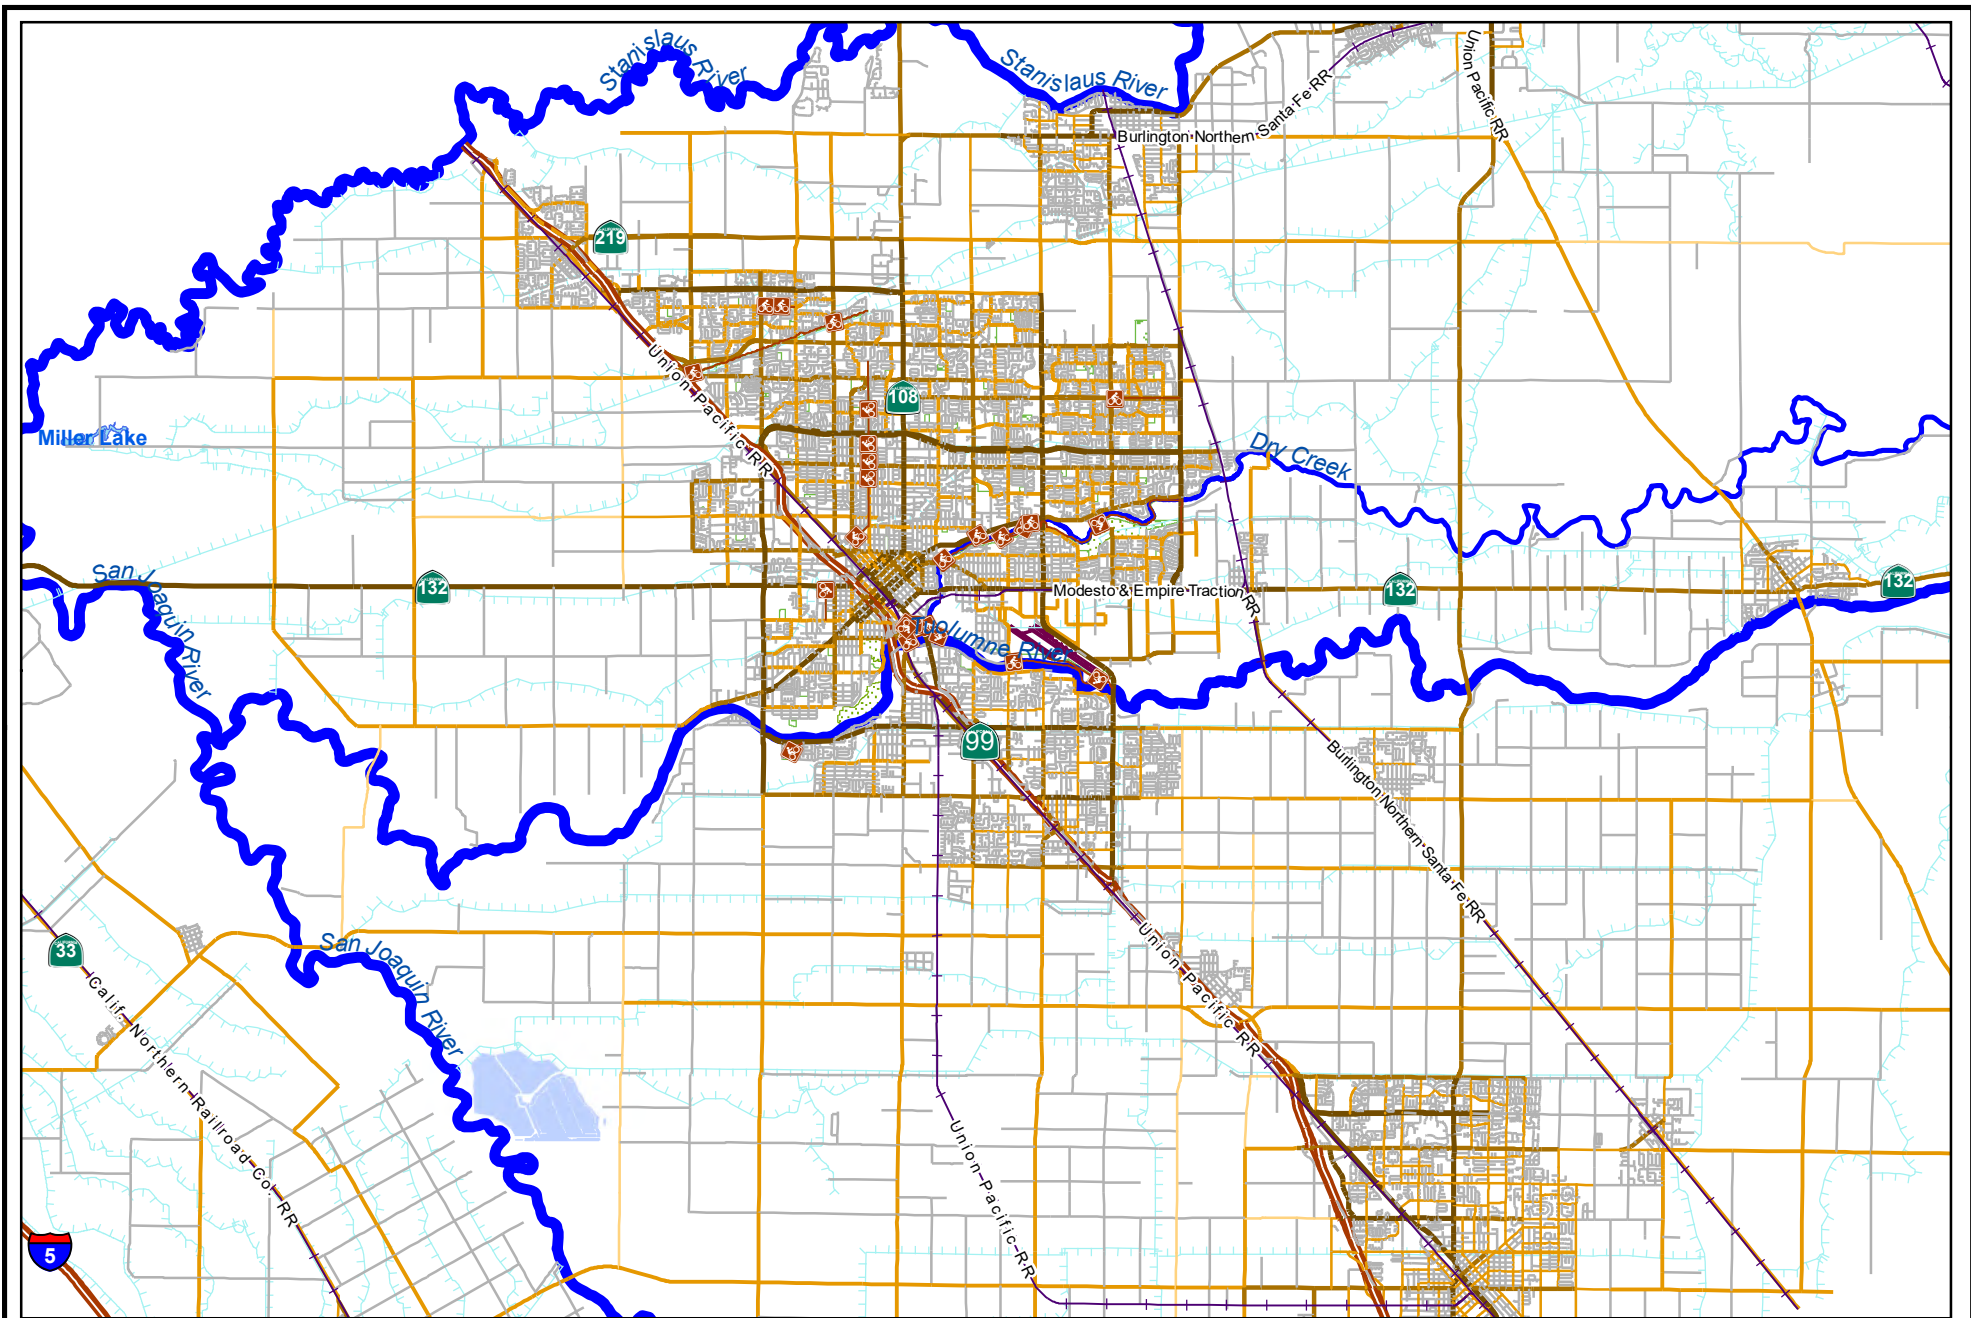 Stanislaus River
Stanislaus River
Union Pacific RR
Burlington Northern Santa Fe RR
219
Union Pacific RR
108
Miller Lake
Dry Creek
San Joaquin River
132
Modesto & Empire Traction RR
132
132
Tuolumne River
99
Burlington Northern Santa Fe RR
33
Calif. Northern Railroad Co. RR
San Joaquin River
Union Pacific RR
Union Pacific RR
5